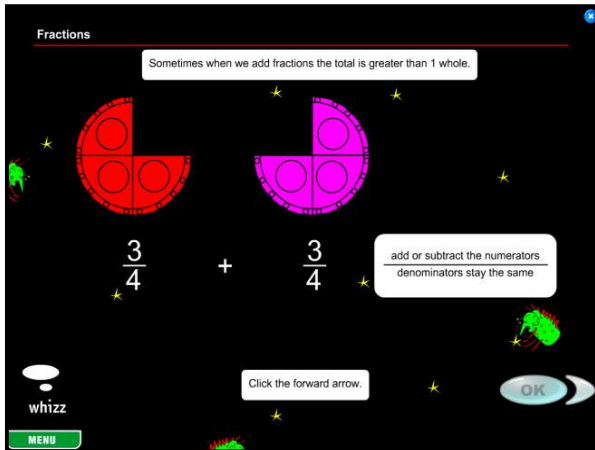 Fractions
Sometimes when we add fractions the total is greater than 1 whole.
3
4
+
3
4
add or subtract the numerators
denominators stay the same
Click the forward arrow.
OK
whizz
MENU